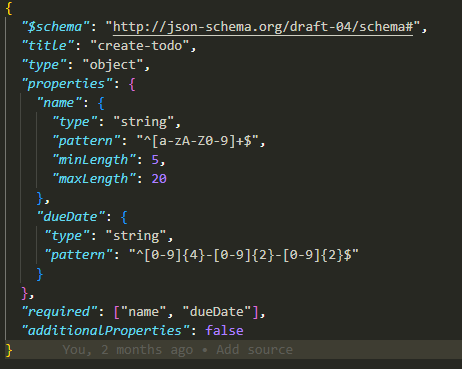 {
"$schema": "http://json-schema.org/draft-04/schema#",
"title": "create-todo",
"type": "object",
"properties": {
"name": {
"type": "string",
"pattern": "^[a-zA-Z0-9]+$",
"minLength": 5,
"maxLength": 20
},
"dueDate": {
"type": "string",
"pattern": "^[0-9]{4}-[0-9]{2}-[0-9]{2}$"
}
},
"required": ["name", "dueDate"],
"additionalProperties": false
} You, 2 months ago • Add source